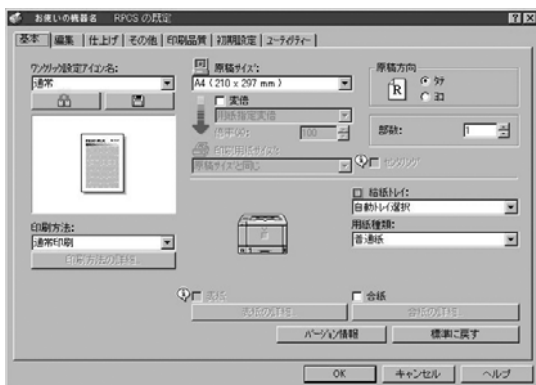 お使いの機器名 RPCS の既定
基本 編集 仕上げ その他 印刷品質 初期設定 ユーティリティー
ワンクリック設定アイコン名:
通常
原稿サイズ:
A4 (210 x 297 mm)
変倍
用紙指定変倍
倍率(%): 100
印刷用紙サイズ:
原稿サイズと同じ
原稿方向
R
タテ
ヨコ
部数: 1
センタリング
印刷方法:
通常印刷
印刷方法の詳細...
給紙トレイ:
自動トレイ選択
用紙種類:
普通紙
表紙
表紙の詳細...
合紙
合紙の詳細...
バージョン情報
標準に戻す
OK キャンセル ヘルプ